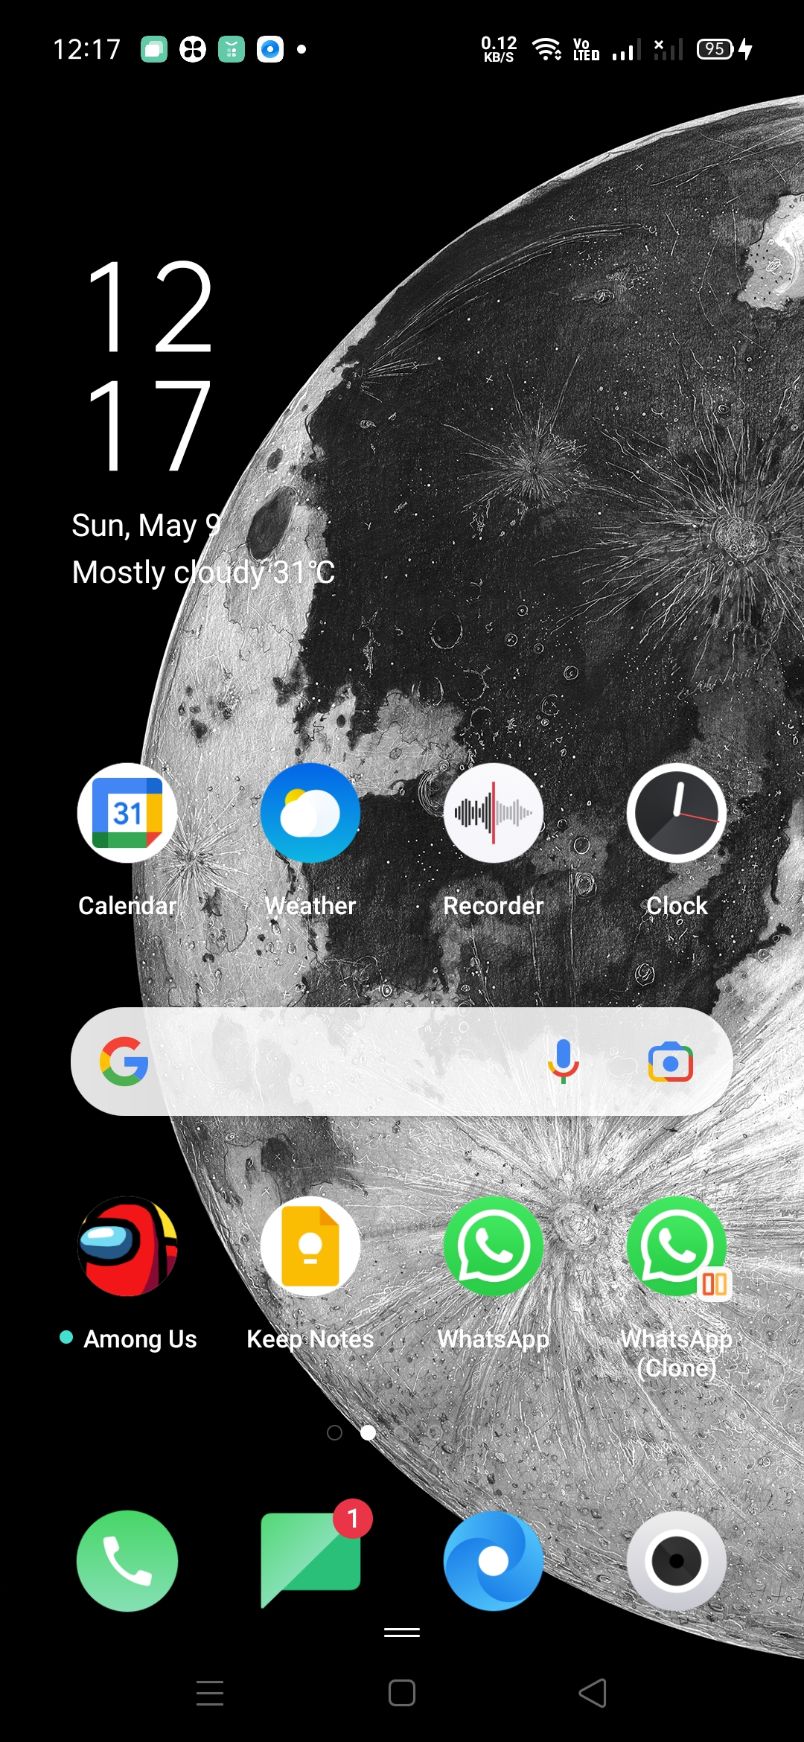 12:17 0.12 KB/S Vo LTE 95
12
17
Sun, May 9
Mostly cloudy 31°C
31
Calendar Weather Recorder Clock
G
Among Us Keep Notes WhatsApp WhatsApp (Clone)
1